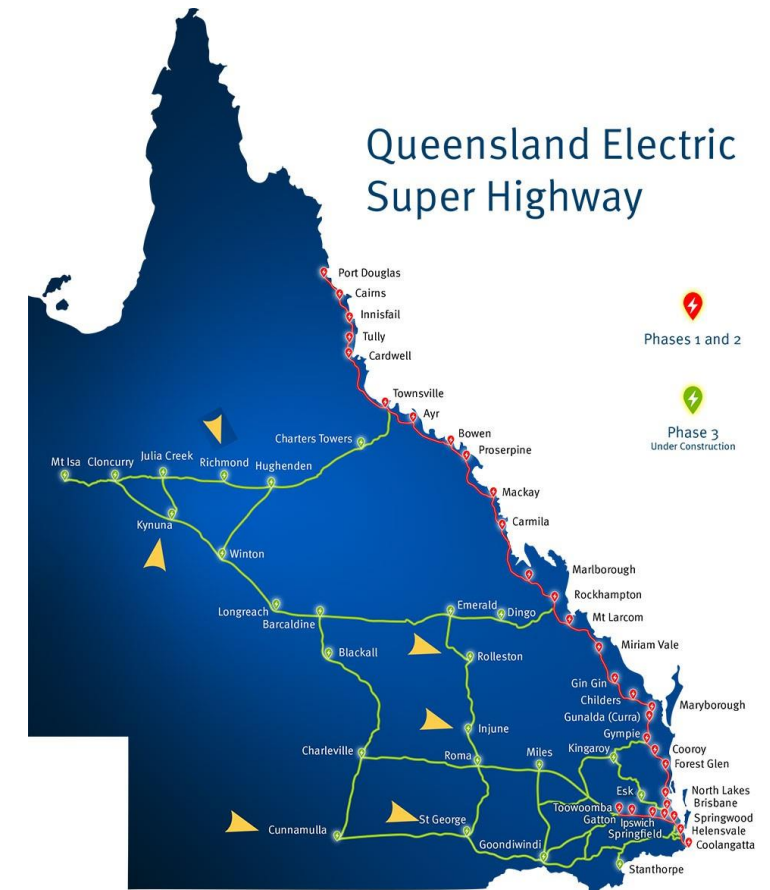 Queensland Electric
Super Highway
Port Douglas
Cairns
Innisfail
Phases 1 and 2
Tully
Cardwell
Townsville
Ayr
Phase 3
Under Construction
Bowen
Charters Towers
Proserpine
Mt Isa
Cloncurry
Julia Creek
Richmond
Hughenden
Mackay
Kynuna
Carmila
Winton
Marlborough
Rockhampton
Longreach
Barcaldine
Emerald
Dingo
Mt Larcom
Miriam Vale
Blackall
Rolleston
Gin Gin
Childers
Maryborough
Gunalda (Curra)
Injune
Gympie
Charleville
Roma
Miles
Kingaroy
Cooroy
Forest Glen
Esk
North Lakes
Brisbane
Toowoomba
Gatton
Ipswich
Springwood
Springfield
Helensvale
Cunnamulla
St George
Goondiwindi
Coolangatta
Stanthorpe